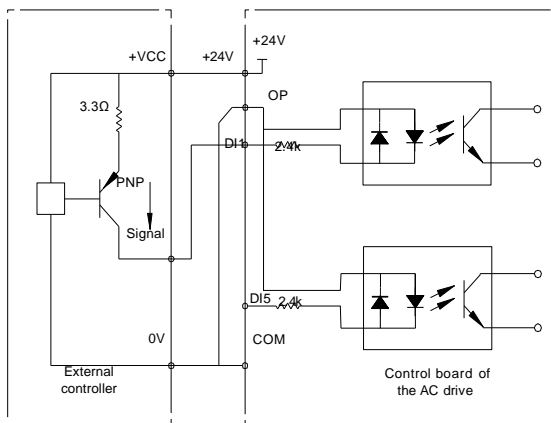 +24V
+VCC
+24V
OP
3.3Ω
DI1
2.4k
PNP
Signal
DI5
2.4k
0V
COM
External
controller
Control board of
the AC drive